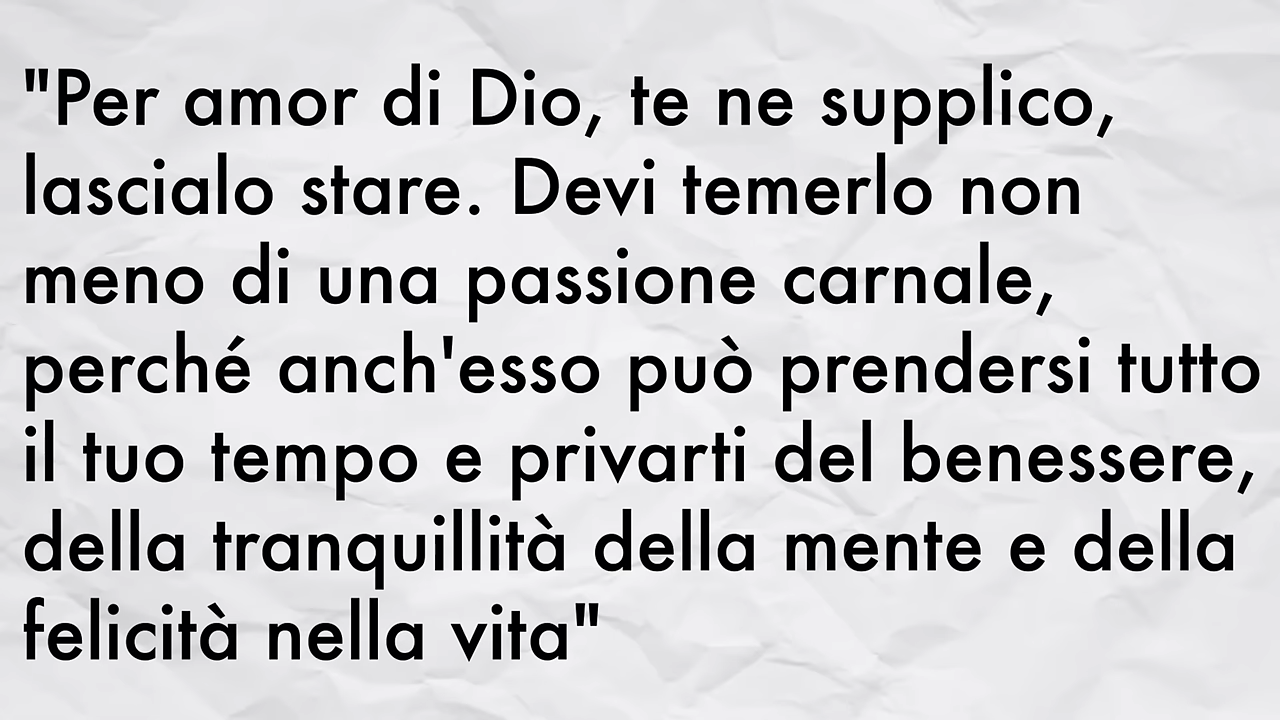 "Per amor di Dio, te ne supplico,
lascialo stare. Devi temerlo non
meno di una passione carnale,
perché anch'esso può prendersi tutto
il tuo tempo e privarti del benessere,
della tranquillità della mente e della
felicità nella vita"